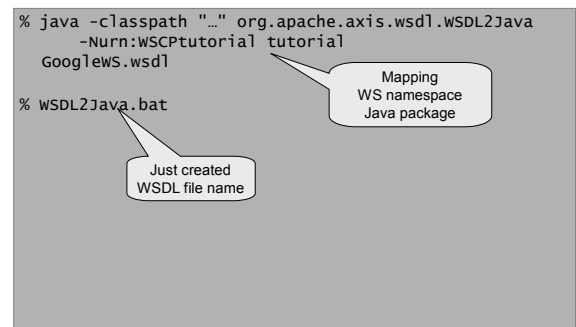 % java -classpath "…" org.apache.axis.wsdl.WSDL2Java
-Nurn:WSCPtutorial tutorial
GoogleWS.wsdl
Mapping
WS namespace
Java package
% WSDL2Java.bat
Just created
WSDL file name